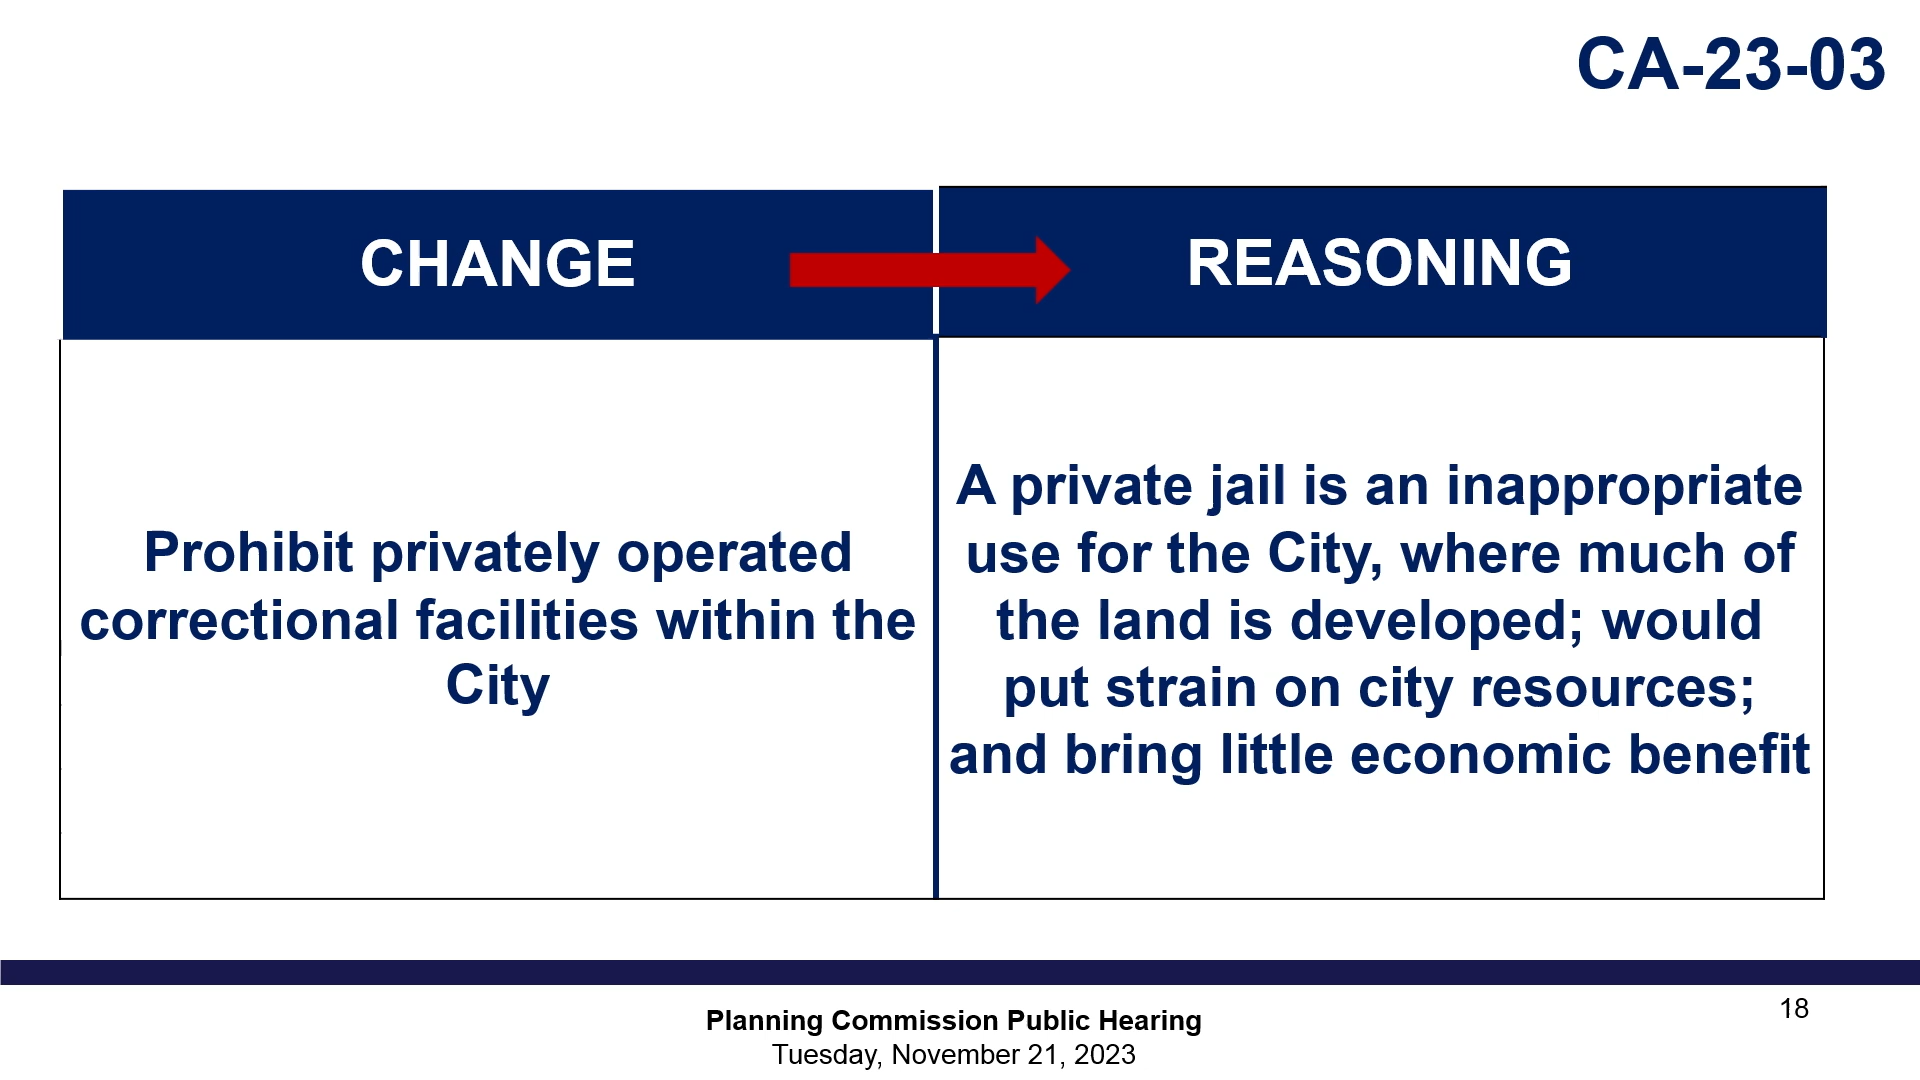 CA-23-03
CHANGE
REASONING
Prohibit privately operated
correctional facilities within the
City
A private jail is an inappropriate
use for the City, where much of
the land is developed; would
put strain on city resources;
and bring little economic benefit
Planning Commission Public Hearing
Tuesday, November 21, 2023
18